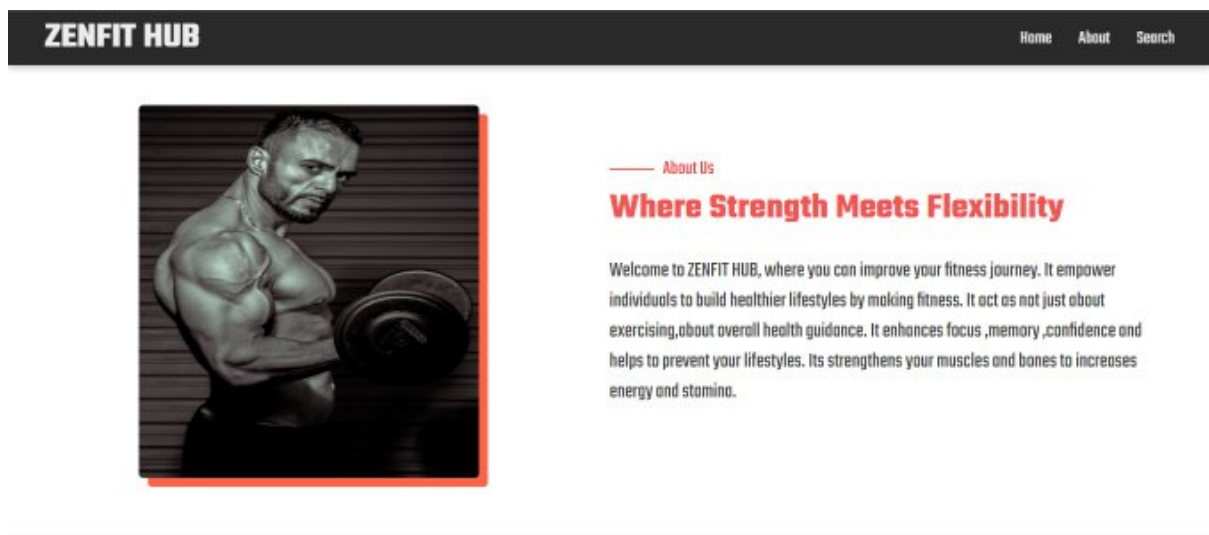 ZENFIT HUB
Home About Search
About Us
Where Strength Meets Flexibility
Welcome to ZENFIT HUB, where you can improve your fitness journey. It empower
individuals to build healthier lifestyles by making fitness. It act as not just about
exercising,about overall health guidance. It enhances focus ,memory ,confidence and
helps to prevent your lifestyles. Its strengthens your muscles and bones to increases
energy and stamina.